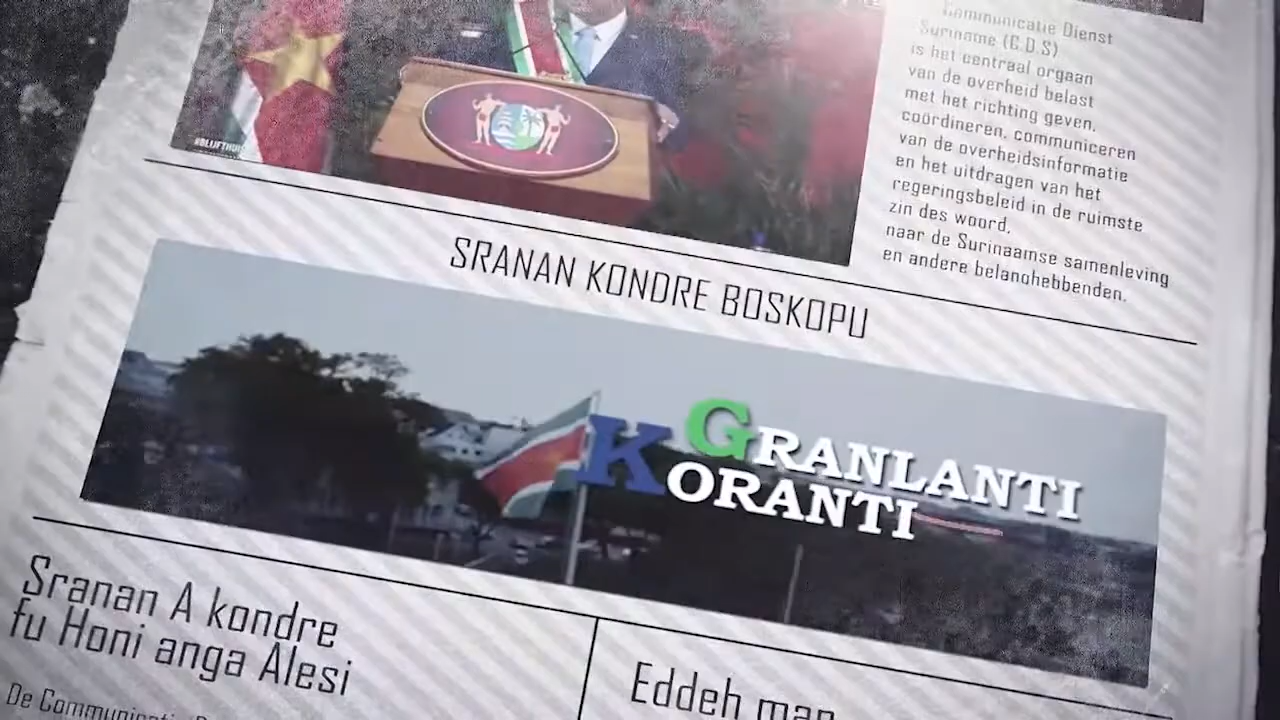 Communicatie Dienst
Suriname (C.D.S)
is het centraal orgaan
van de overheid belast
met het richting geven,
coördineren, communiceren
van de overheidsinformatie
en het uitdragen van het
regeringsbeleid in de ruimste
zin des woord,
naar de Surinaamse samenleving
en andere belanghebbenden.
SRANAN KONDRE BOSKOPU
GRANLANTI
KORANTI
Sranan A kondre
fu Honi anga Alesi
De
Eddeh man